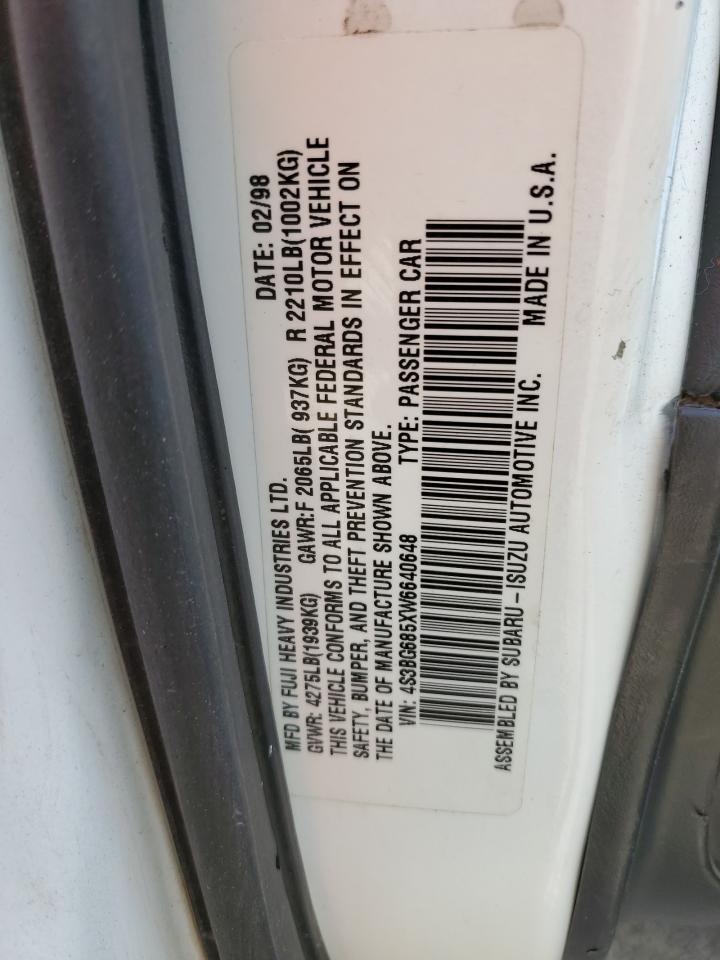 MFD BY FUJI HEAVY INDUSTRIES LTD. DATE: 02/98
GVWR: 4275LB(1939KG) GAWR:F 2065LB( 937KG) R 2210LB(1002KG)
THIS VEHICLE CONFORMS TO ALL APPLICABLE FEDERAL MOTOR VEHICLE
SAFETY, BUMPER, AND THEFT PREVENTION STANDARDS IN EFFECT ON
THE DATE OF MANUFACTURE SHOWN ABOVE.
VIN: 4S3BG685XW6640648 TYPE: PASSENGER CAR
ASSEMBLED BY SUBARU-ISUZU AUTOMOTIVE INC. MADE IN U.S.A.